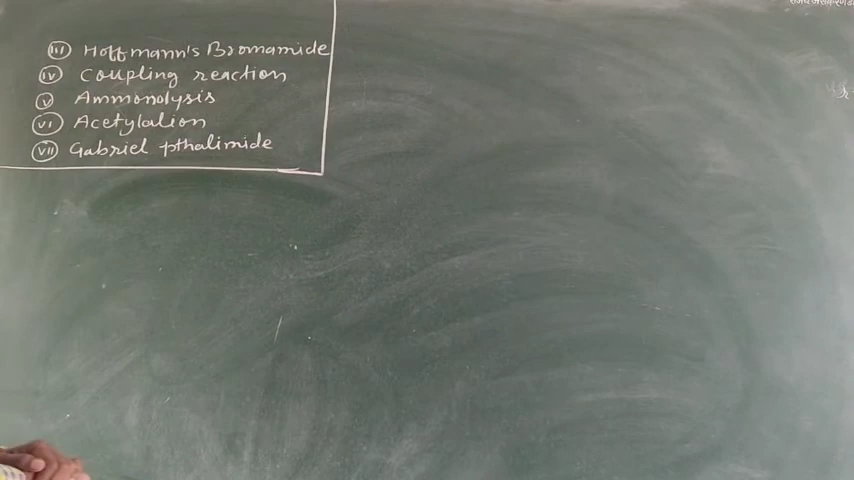 (iii) Hoffmann's Bromamide
(iv) Coupling reaction
(v) Ammonolysis
(vi) Acetylation
(vii) Gabriel pthalimide